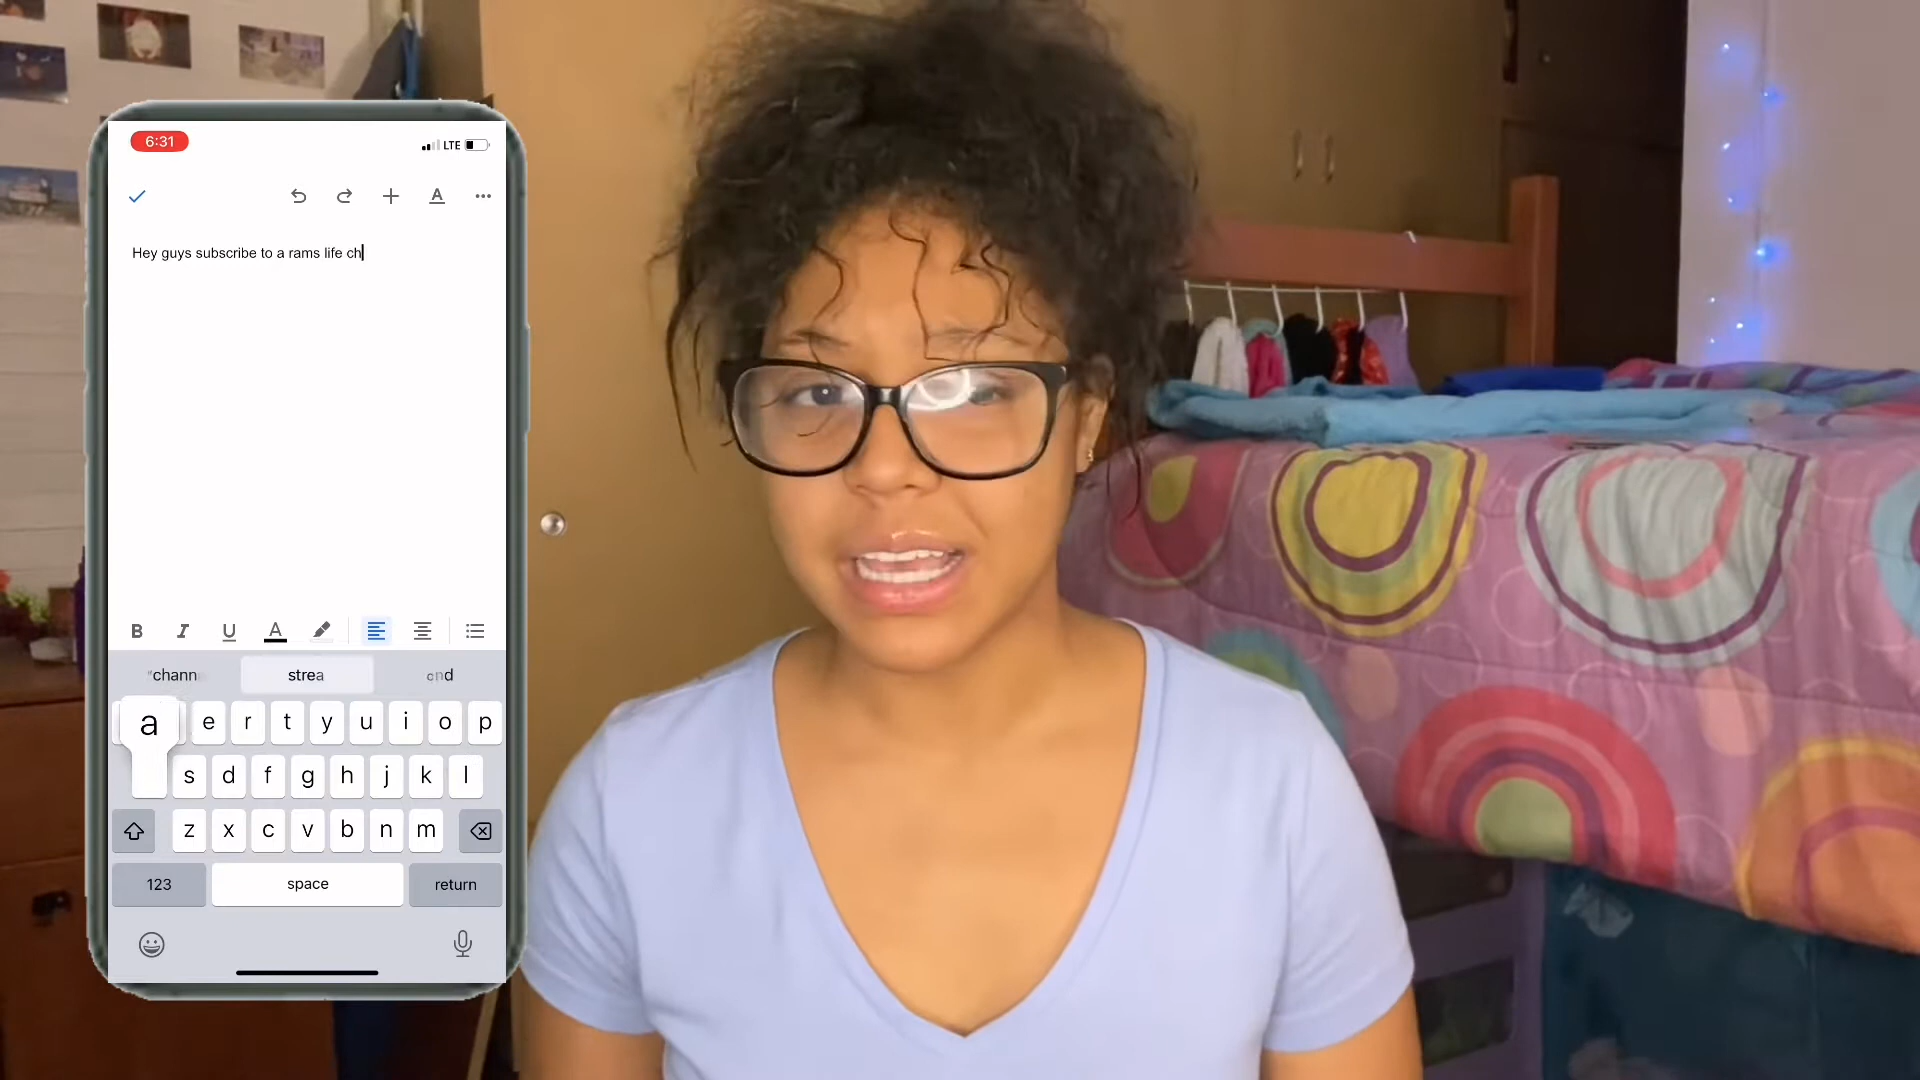 6:31
LTE
Hey guys subscribe to a rams life ch
B I U A
"chann strea and
a e r t y u i o p
s d f g h j k l
z x c v b n m
123 space return